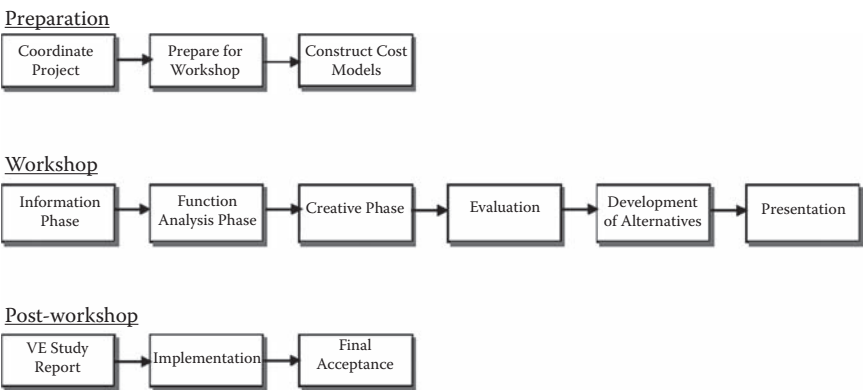 Preparation
Coordinate
Project
Prepare for
Workshop
Construct Cost
Models
Workshop
Information
Phase
Function
Analysis Phase
Creative Phase
Evaluation
Development
of Alternatives
Presentation
Post-workshop
VE Study
Report
Implementation
Final
Acceptance